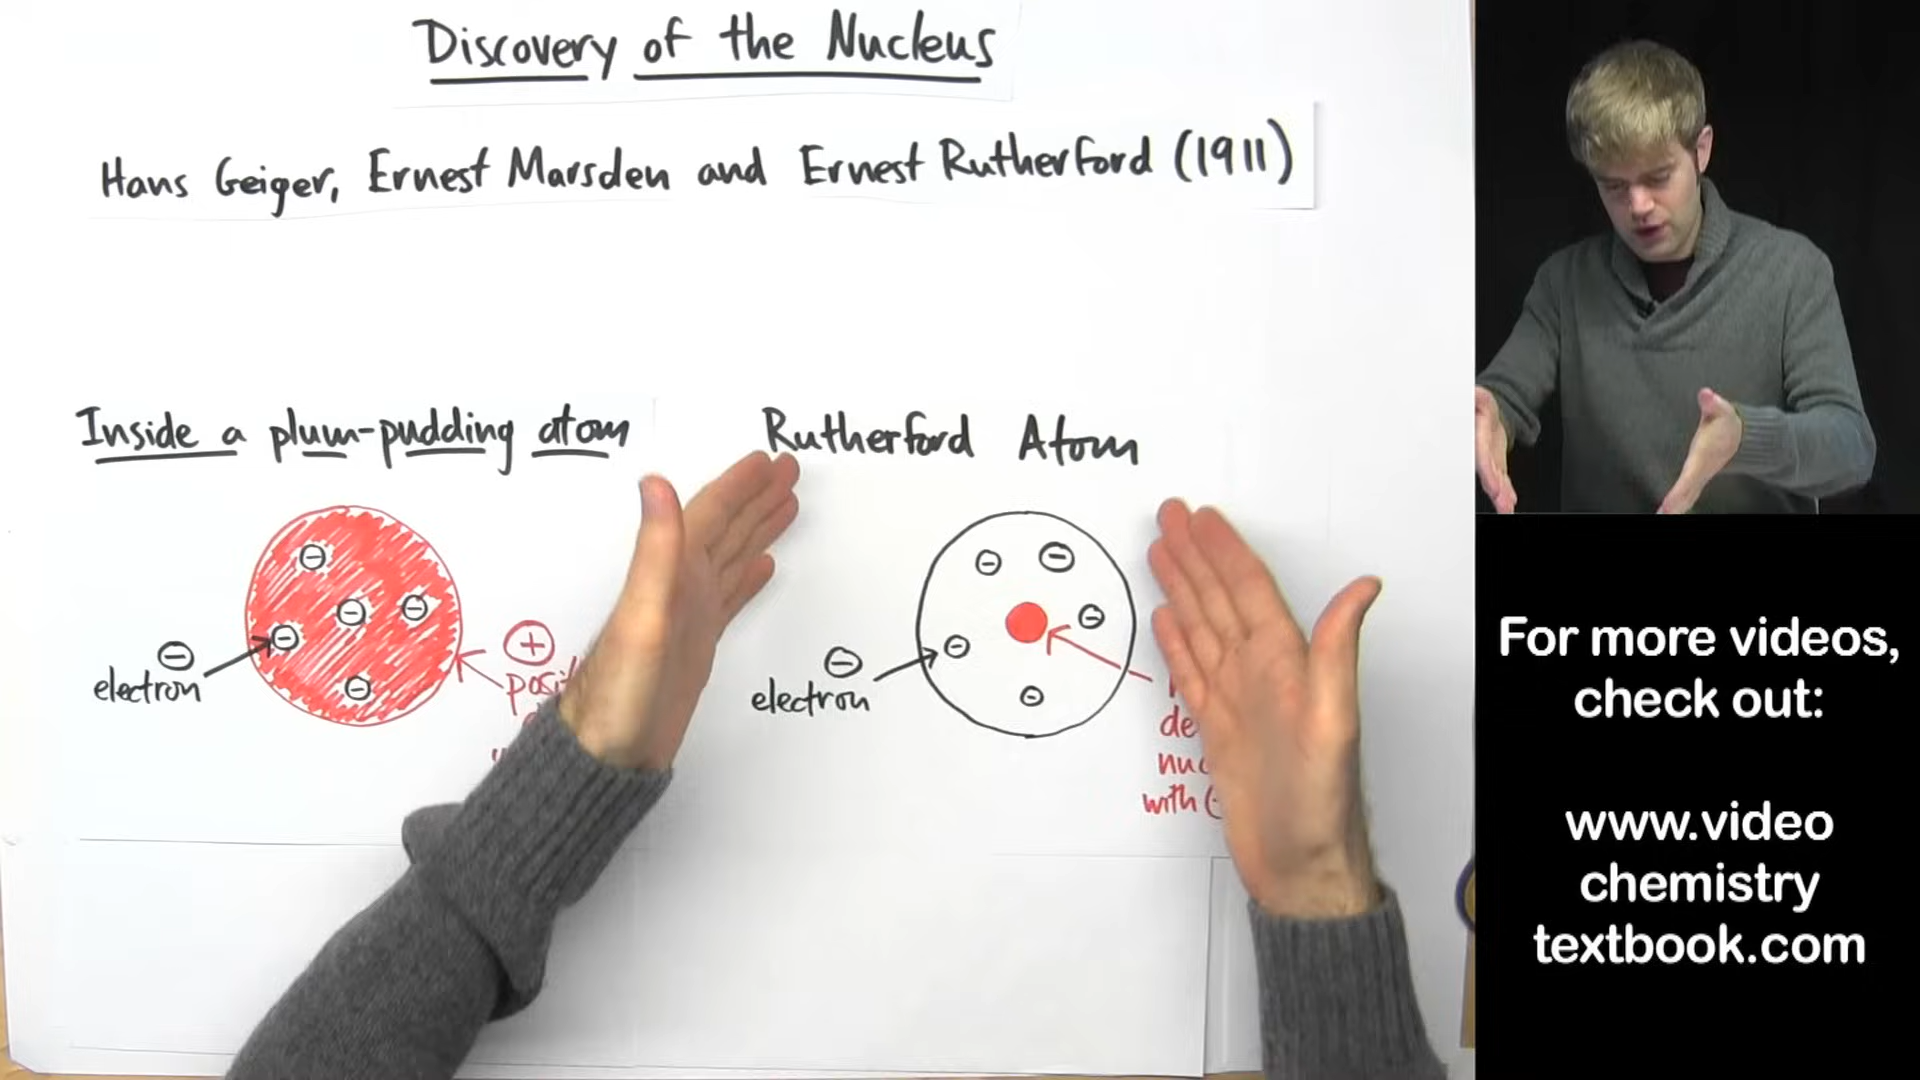 Discovery of the Nucleus
Hans Geiger, Ernest Marsden and Ernest Rutherford (1911)
Inside a plum-pudding atom
Rutherford Atom
electron
electron
with
For more videos,
check out:
www.video
chemistry
textbook.com